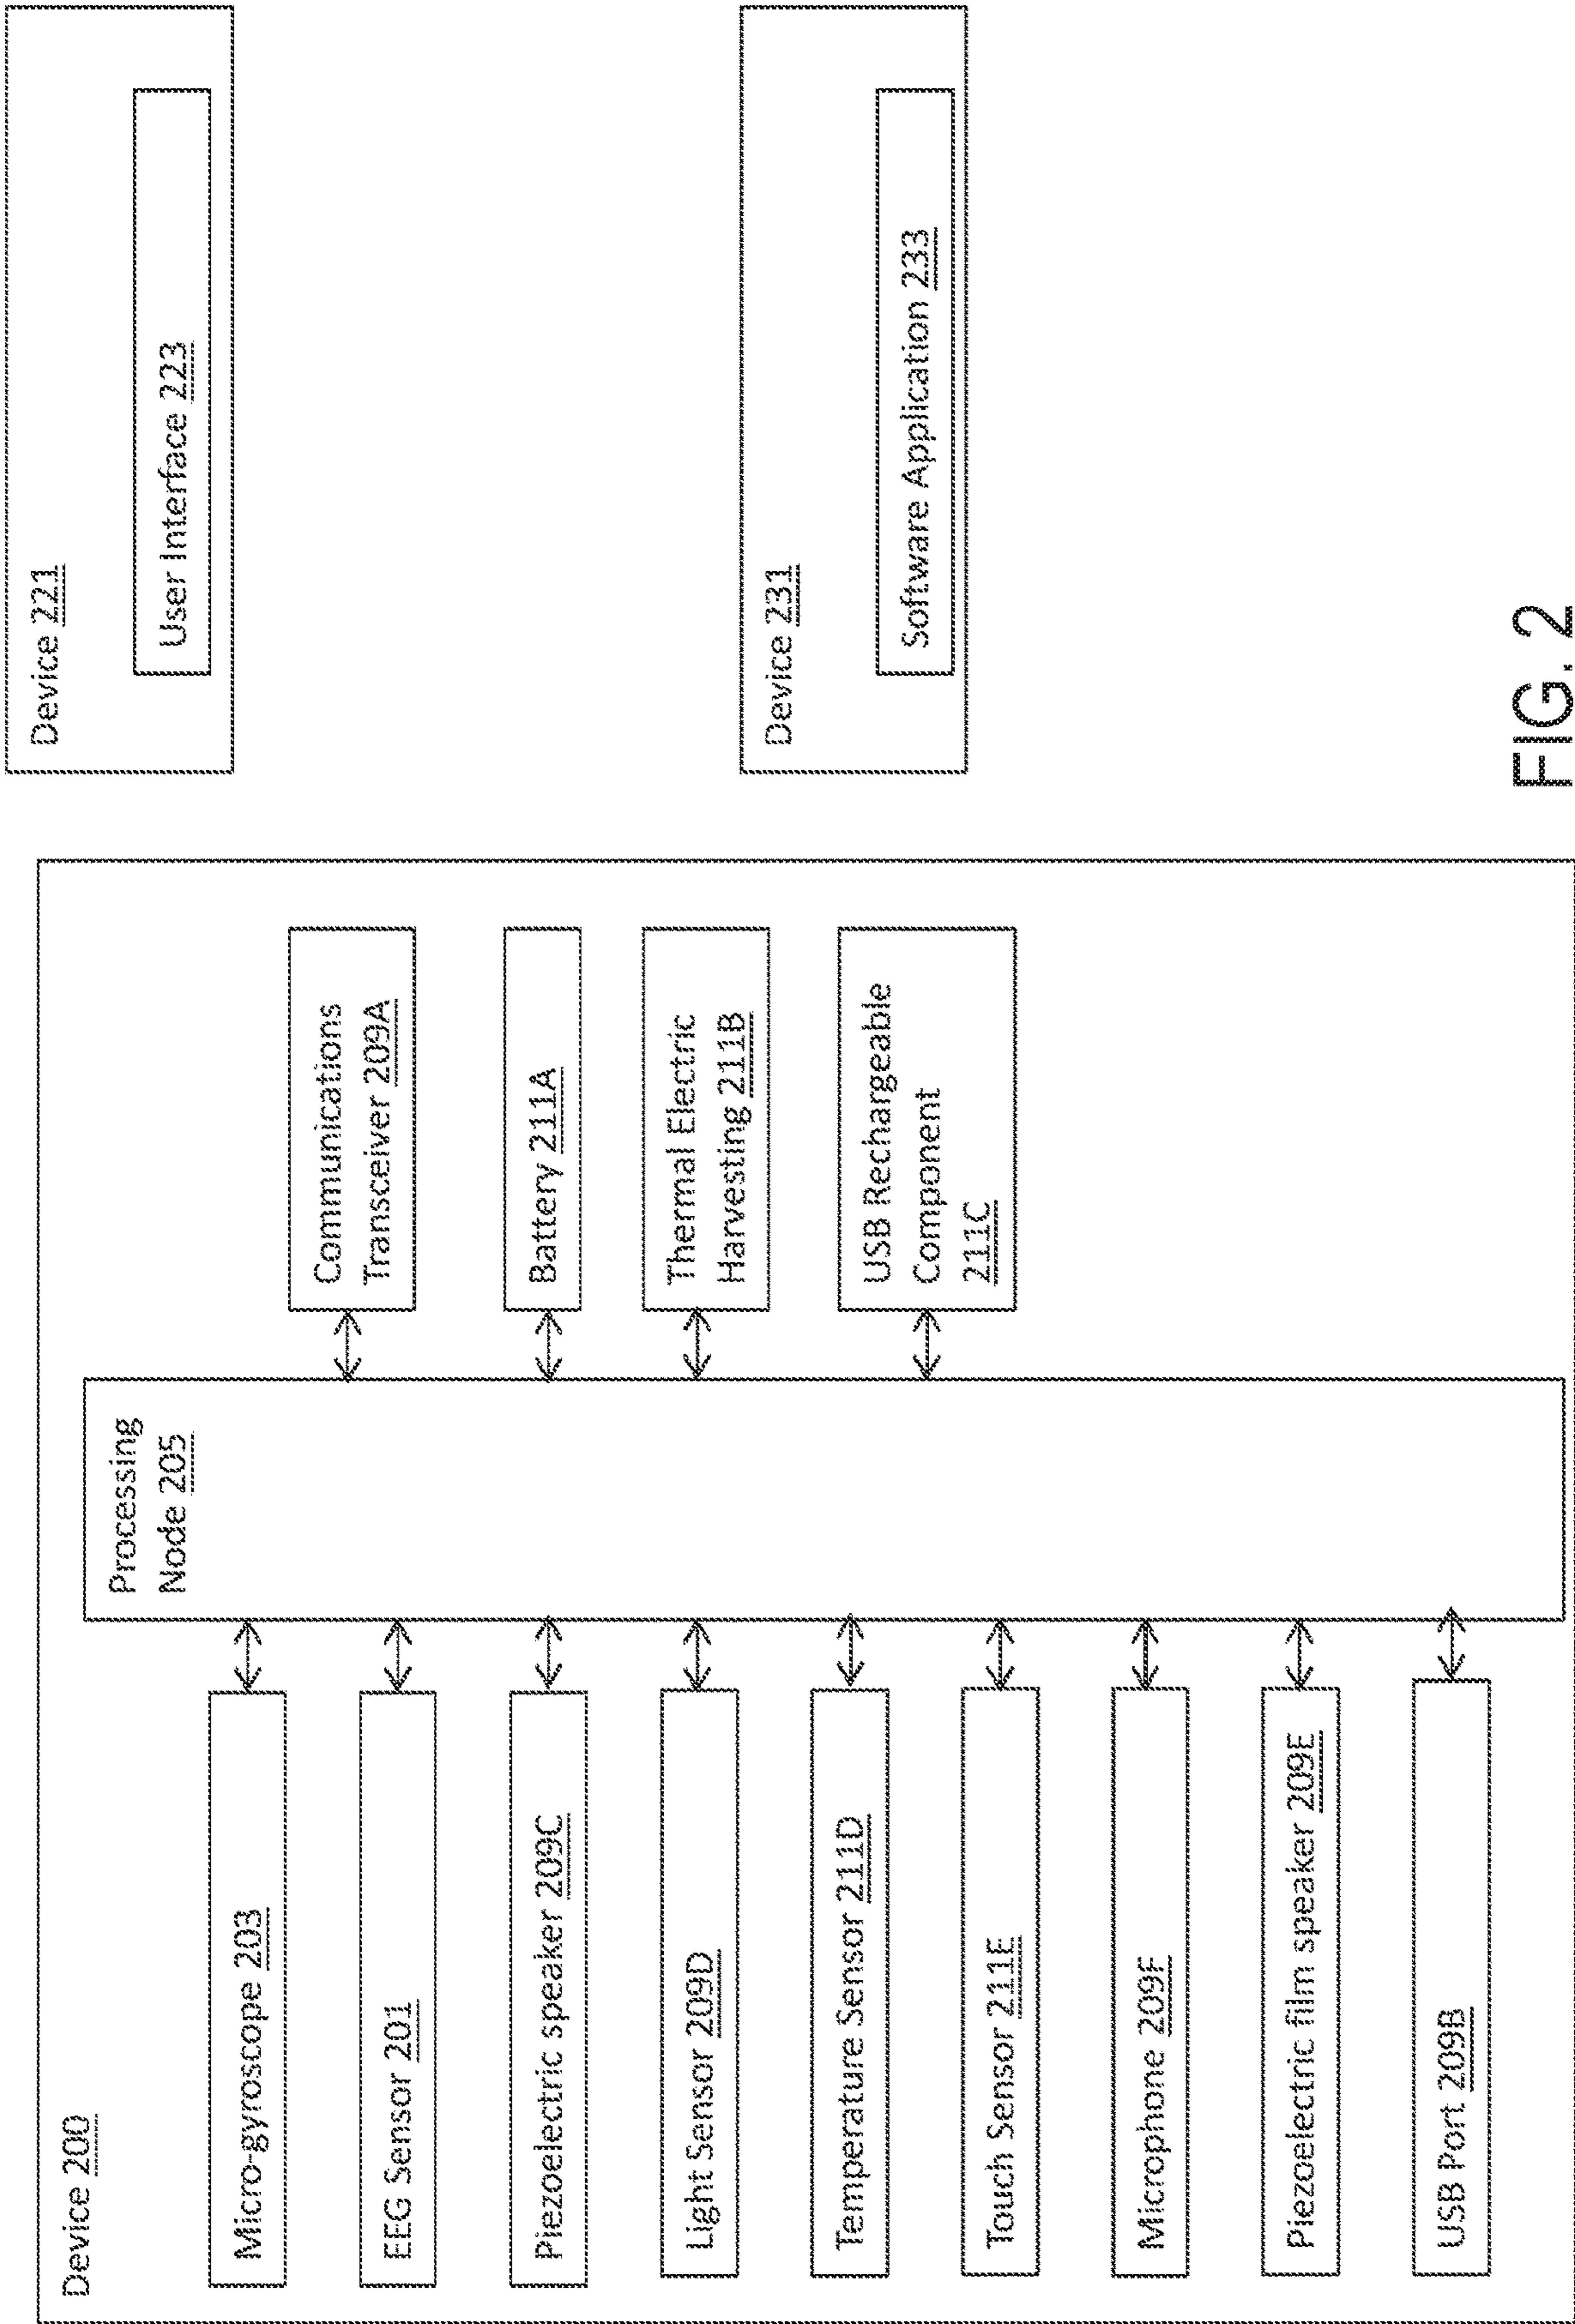 Device 200
Micro-gyroscope 203
EEG Sensor 201
Piezoelectric speaker 209C
Light Sensor 209D
Temperature Sensor 211D
Touch Sensor 211E
Microphone 209F
Piezoelectric film speaker 209E
USB Port 209B
Processing
Node 205
Communications
Transceiver 209A
Battery 211A
Thermal Electric
Harvesting 211B
USB Rechargeable
Component
211C
Device 221
User Interface 223
Device 231
Software Application 233
FIG. 2